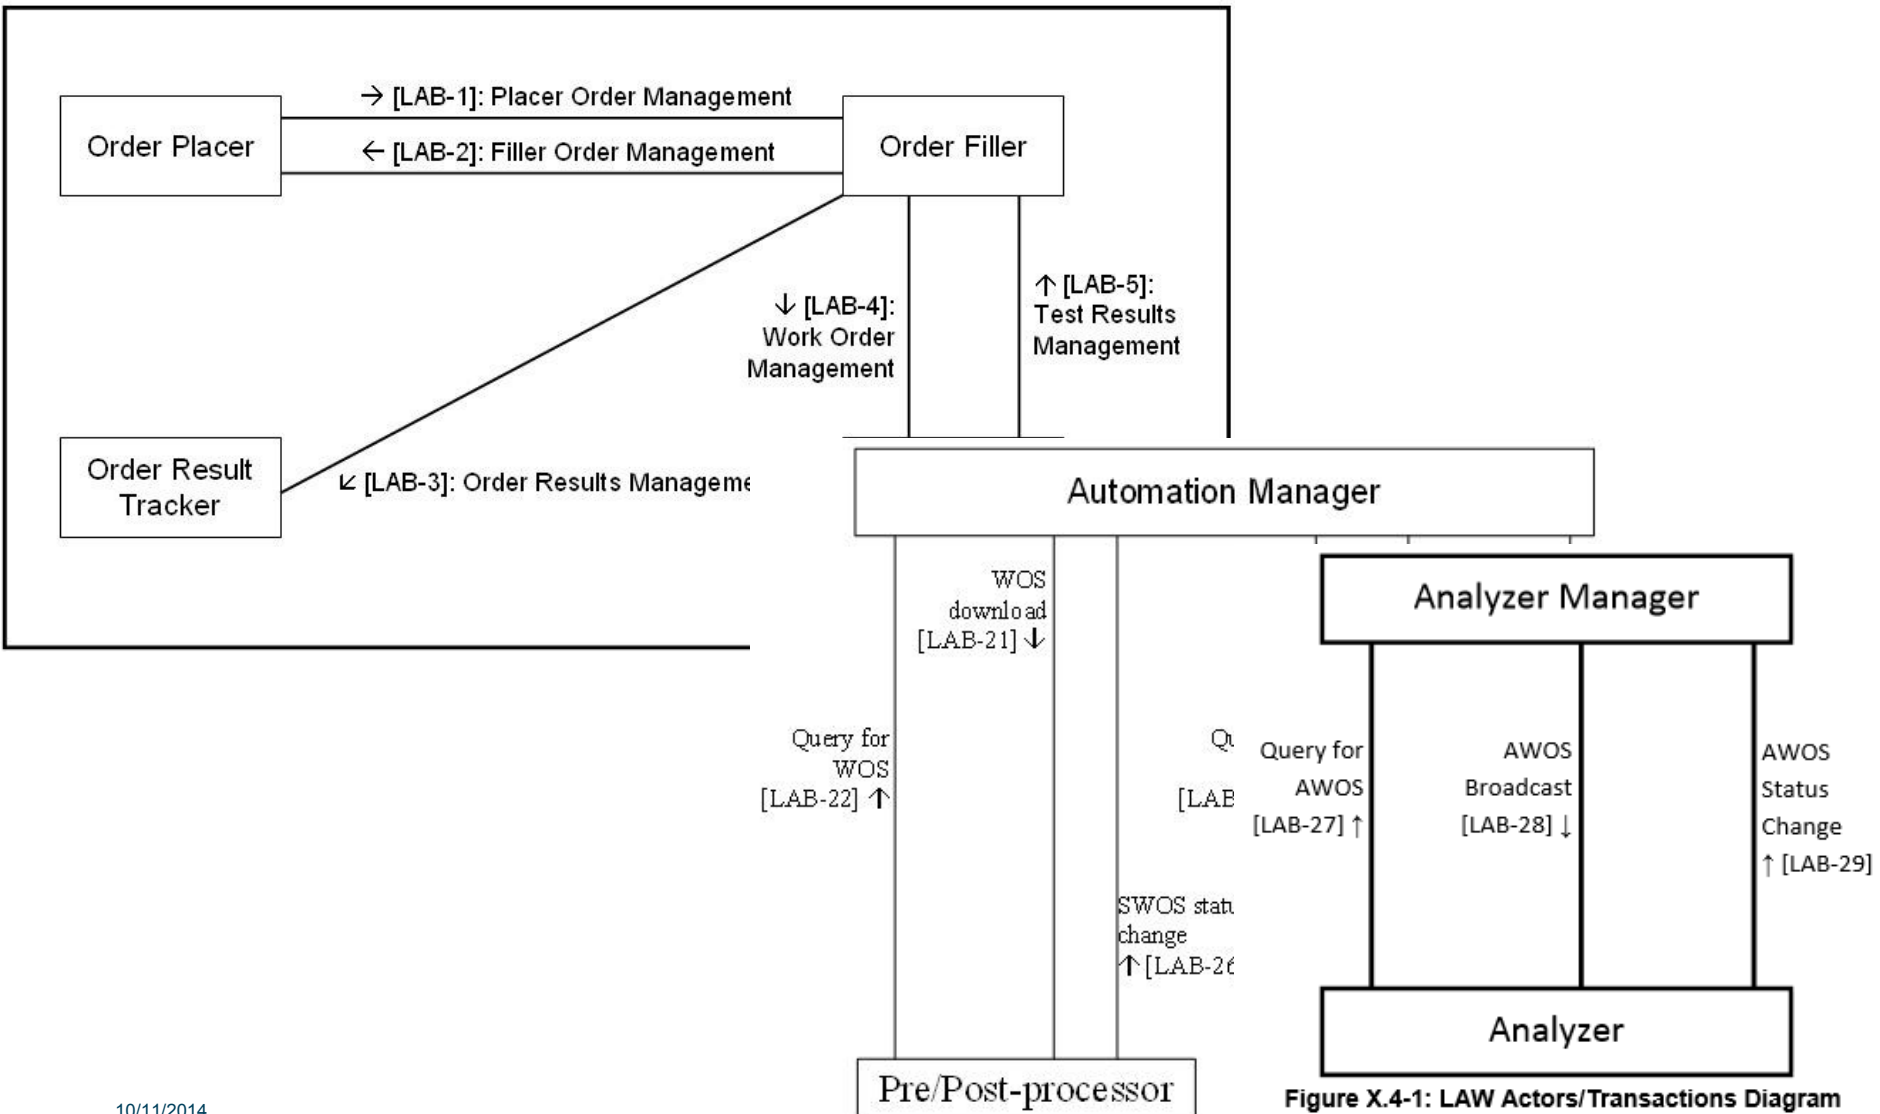 → [LAB-1]: Placer Order Management
Order Placer
Order Filler
← [LAB-2]: Filler Order Management
↓ [LAB-4]:
Work Order
Management
↑ [LAB-5]:
Test Results
Management
Order Result
Tracker
↙ [LAB-3]: Order Results Manageme
Automation Manager
WOS
download
[LAB-21] ↓
Query for
WOS
[LAB-22] ↑
Qu
[LAB
SWOS statu
change
↑ [LAB-26
Pre/Post-processor
Analyzer Manager
Query for
AWOS
[LAB-27] ↑
AWOS
Broadcast
[LAB-28] ↓
AWOS
Status
Change
↑ [LAB-29]
Analyzer
Figure X.4-1: LAW Actors/Transactions Diagram
10/11/2014